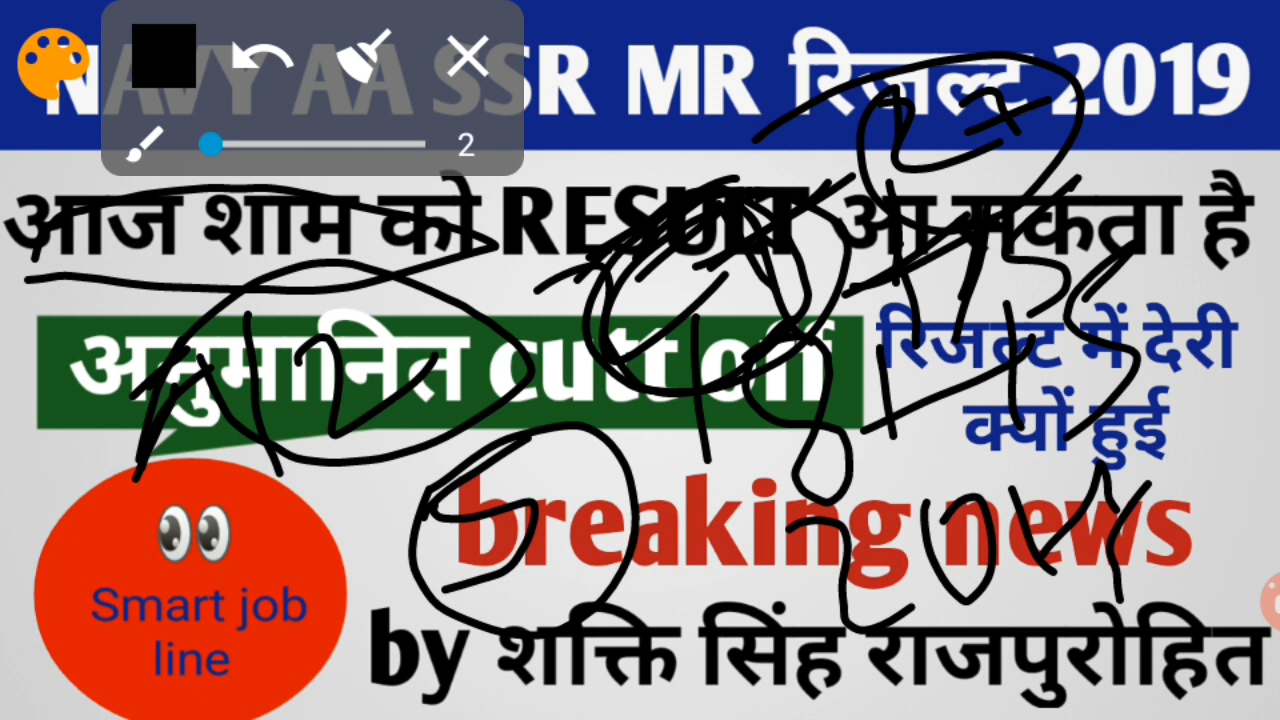 NAVY AA SSR MR रिजल्ट 2019
2
आज शाम को RESULT आ सकता है
अनुमानित cutt off
रिजल्ट में देरी
क्यों हुई
breaking news
Smart job
line
by शक्ति सिंह राजपुरोहित